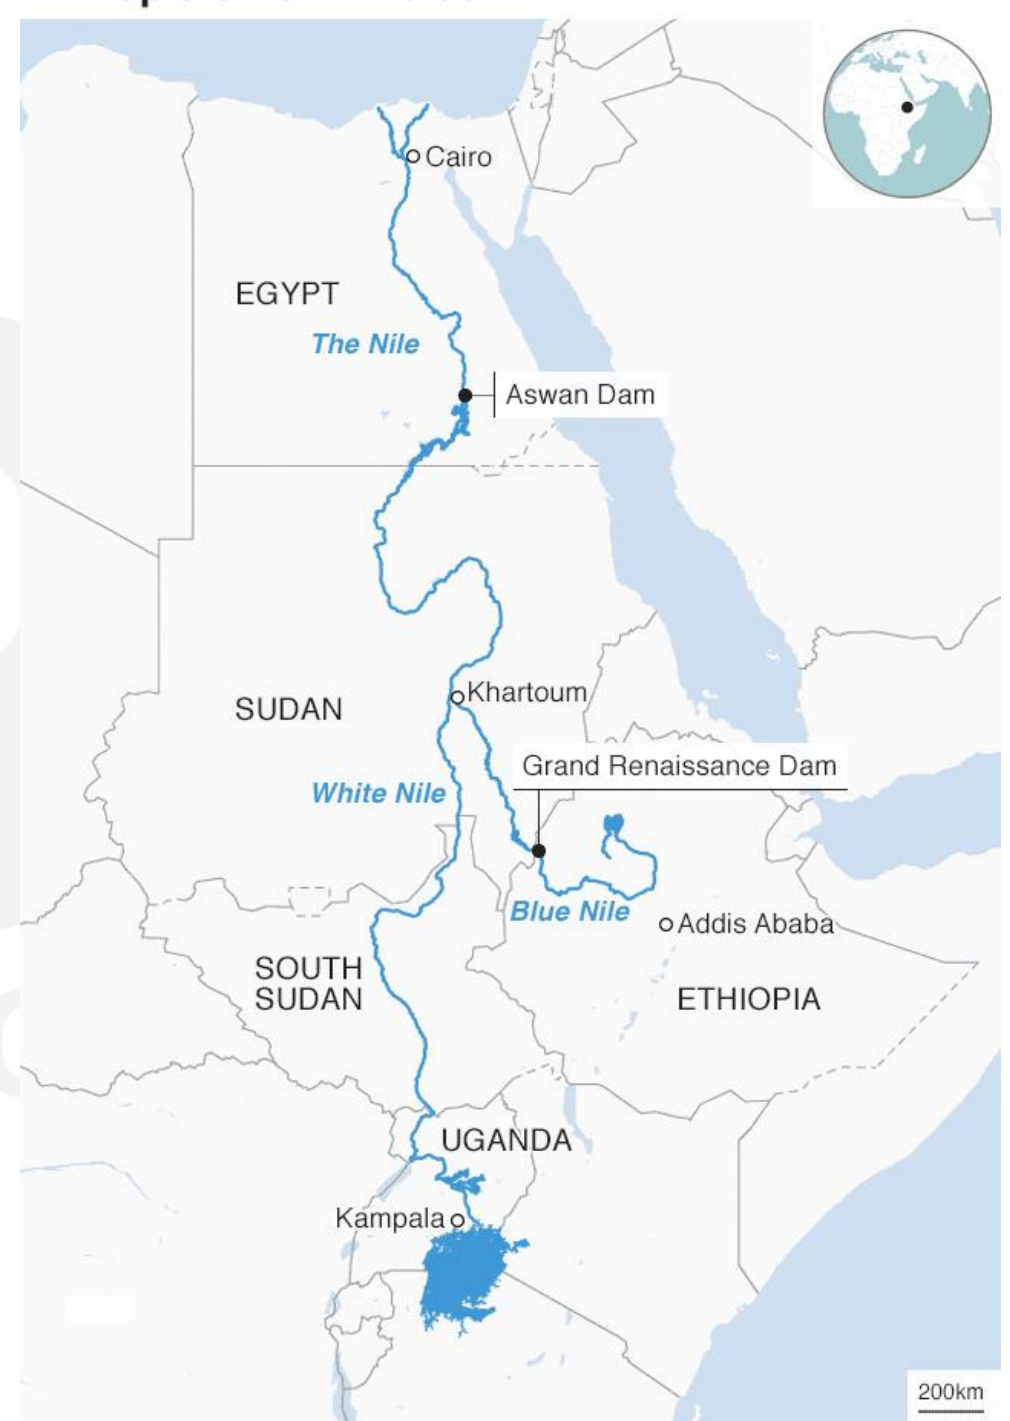 Cairo
EGYPT
The Nile
Aswan Dam
Khartoum
SUDAN
Grand Renaissance Dam
White Nile
Blue Nile
Addis Ababa
SOUTH
SUDAN
ETHIOPIA
UGANDA
Kampala
200km